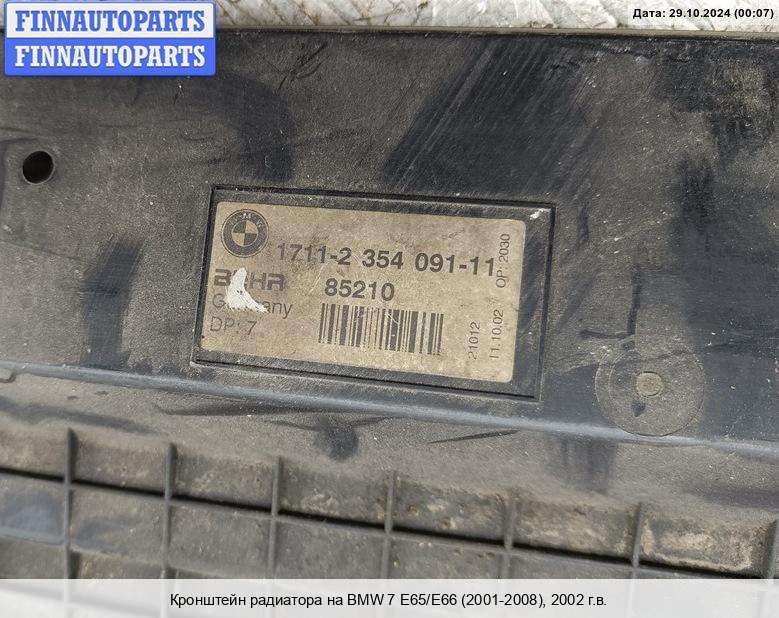 FINNAUTOPARTS
FINNAUTOPARTS
Дата: 29.10.2024 (00:07)
1711-2 354 091-11
85210
Germany
DP: 7
21012
11.10.02
OP: 2030
Кронштейн радиатора на BMW 7 E65/E66 (2001-2008), 2002 г.в.